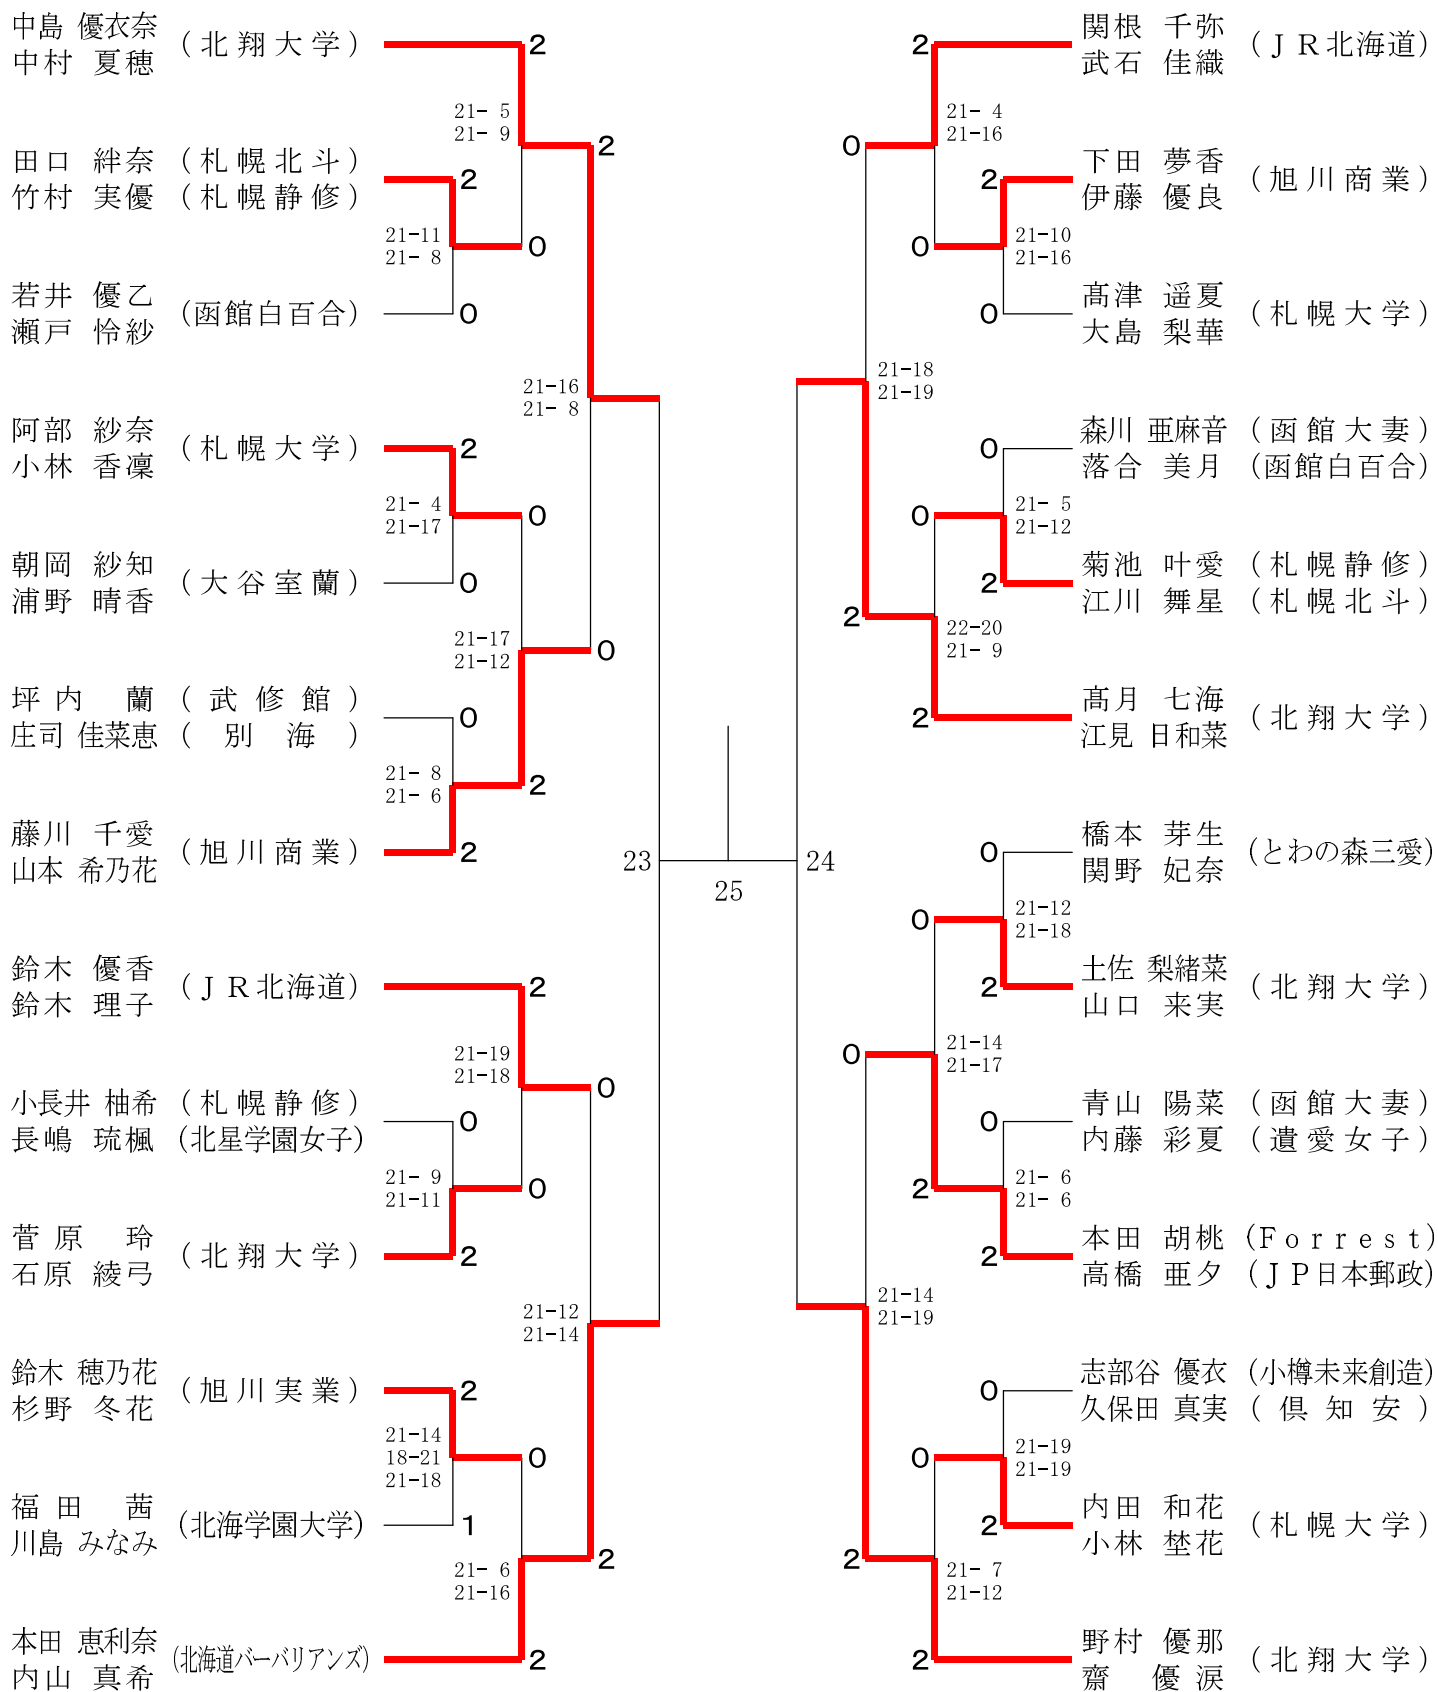 中島 優衣奈 (北翔大学)
中村 夏穂
2
21- 5
21- 9
2
田口 絆奈 (札幌北斗)
竹村 実優 (札幌静修)
2
21-11
21- 8
0
若井 優乙 (函館白百合)
瀬戸 怜紗
0
21-16
21- 8
阿部 紗奈 (札幌大学)
小林 香凜
2
21- 4
21-17
0
朝岡 紗知 (大谷室蘭)
浦野 晴香
0
21-17
21-12
0
坪内 蘭 (武修館)
庄司 佳菜恵 (別海)
0
21- 8
21- 6
2
藤川 千愛 (旭川商業)
山本 希乃花
2
23
鈴木 優香 (JR北海道)
鈴木 理子
2
21-19
21-18
0
小長井 柚希 (札幌静修)
長嶋 琉楓 (北星学園女子)
0
21- 9
21-11
0
菅原 玲 (北翔大学)
石原 綾弓
2
21-12
21-14
鈴木 穂乃花 (旭川実業)
杉野 冬花
2
21-14
18-21
21-18
0
福田 茜 (北海学園大学)
川島 みなみ
1
21- 6
21-16
2
本田 恵利奈 (北海道バーバリアンズ)
内山 真希
2
25
関根 千弥 (JR北海道)
武石 佳織
2
21- 4
21-16
0
下田 夢香 (旭川商業)
伊藤 優良
2
0
21-10
21-16
髙津 遥夏 (札幌大学)
大島 梨華
0
21-18
21-19
森川 亜麻音 (函館大妻)
落合 美月 (函館白百合)
0
21- 5
21-12
0
菊池 叶愛 (札幌静修)
江川 舞星 (札幌北斗)
2
2
22-20
21- 9
髙月 七海 (北翔大学)
江見 日和菜
2
24
橋本 芽生 (とわの森三愛)
関野 妃奈
0
21-12
21-18
0
土佐 梨緒菜 (北翔大学)
山口 来実
2
0
21-14
21-17
青山 陽菜 (函館大妻)
内藤 彩夏 (遺愛女子)
0
21- 6
21- 6
2
本田 胡桃 (Forrest)
高橋 亜夕 (JP日本郵政)
2
21-14
21-19
志部谷 優衣 (小樽未来創造)
久保田 真実 (倶知安)
0
21-19
21-19
0
内田 和花 (札幌大学)
小林 埜花
2
2
21- 7
21-12
野村 優那 (北翔大学)
齋 優涙
2